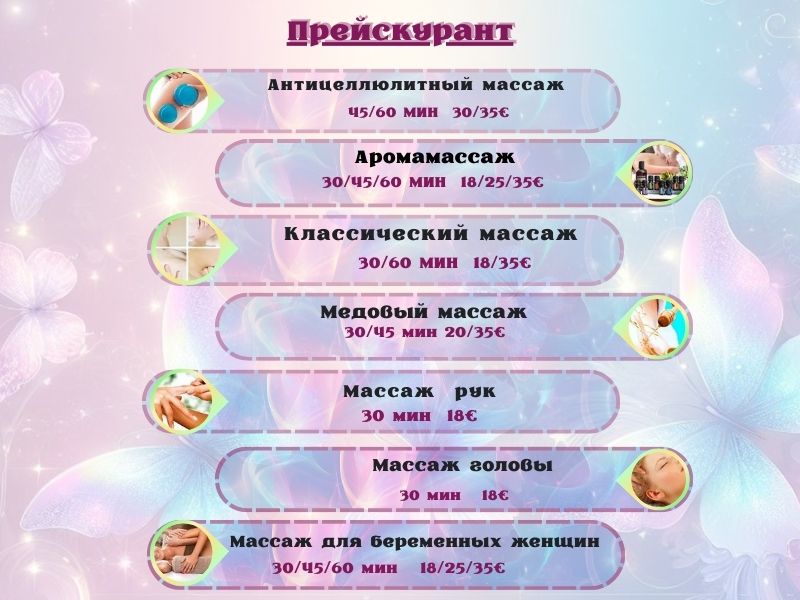 Прейскурант
Антицеллюлитный массаж
45/60 мин 30/35€
Аромамассаж
30/45/60 мин 18/25/35€
Классический массаж
30/60 мин 18/35€
Медовый массаж
30/45 мин 20/35€
Массаж рук
30 мин 18€
Массаж головы
30 мин 18€
Массаж для беременных женщин
30/45/60 мин 18/25/35€